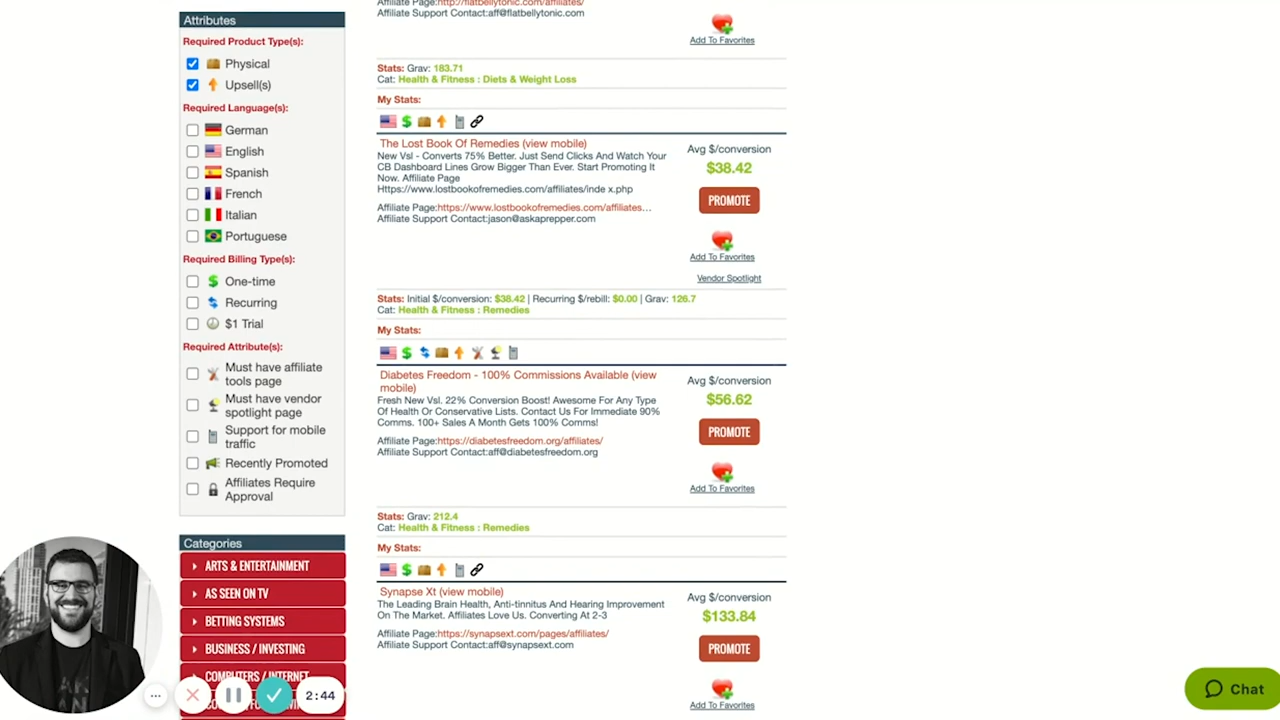 Attributes
Required Product Type(s):
Physical
Upsell(s)
Required Language(s):
German
English
Spanish
French
Italian
Portuguese
Required Billing Type(s):
One-time
Recurring
$1 Trial
Required Attribute(s):
Must have affiliate
tools page
Must have vendor
spotlight page
Support for mobile
traffic
Recently Promoted
Affiliates Require
Approval
Categories
ARTS & ENTERTAINMENT
AS SEEN ON TV
BETTING SYSTEMS
BUSINESS / INVESTING
COMPUTERS / INTERNET
2:44
Affiliate Page:http://flatbellytonic.com/affiliates/
Affiliate Support Contact:aff@flatbellytonic.com
Add To Favorites
Stats: Grav: 183.71
Cat: Health & Fitness : Diets & Weight Loss
My Stats:
The Lost Book Of Remedies (view mobile)
New Vsl - Converts 75% Better. Just Send Clicks And Watch Your
CB Dashboard Lines Grow Bigger Than Ever. Start Promoting It
Now. Affiliate Page
Https://www.lostbookofremedies.com/affiliates/inde x.php
Affiliate Page:https://www.lostbookofremedies.com/affiliates...
Affiliate Support Contact:jason@askaprepper.com
Avg $/conversion
$38.42
PROMOTE
Add To Favorites
Vendor Spotlight
Stats: Initial $/conversion: $38.42 | Recurring $/rebill: $0.00 | Grav: 126.7
Cat: Health & Fitness : Remedies
My Stats:
Diabetes Freedom - 100% Commissions Available (view
mobile)
Fresh New Vsl. 22% Conversion Boost! Awesome For Any Type
Of Health Or Conservative Lists. Contact Us For Immediate 90%
Comms. 100+ Sales A Month Gets 100% Comms!
Affiliate Page:https://diabetesfreedom.org/affiliates/
Affiliate Support Contact:aff@diabetesfreedom.org
Avg $/conversion
$56.62
PROMOTE
Add To Favorites
Stats: Grav: 212.4
Cat: Health & Fitness : Remedies
My Stats:
Synapse Xt (view mobile)
The Leading Brain Health, Anti-tinnitus And Hearing Improvement
On The Market. Affiliates Love Us. Converting At 2-3
Affiliate Page:https://synapsext.com/pages/affiliates/
Affiliate Support Contact:aff@synapsext.com
Avg $/conversion
$133.84
PROMOTE
Add To Favorites
Chat